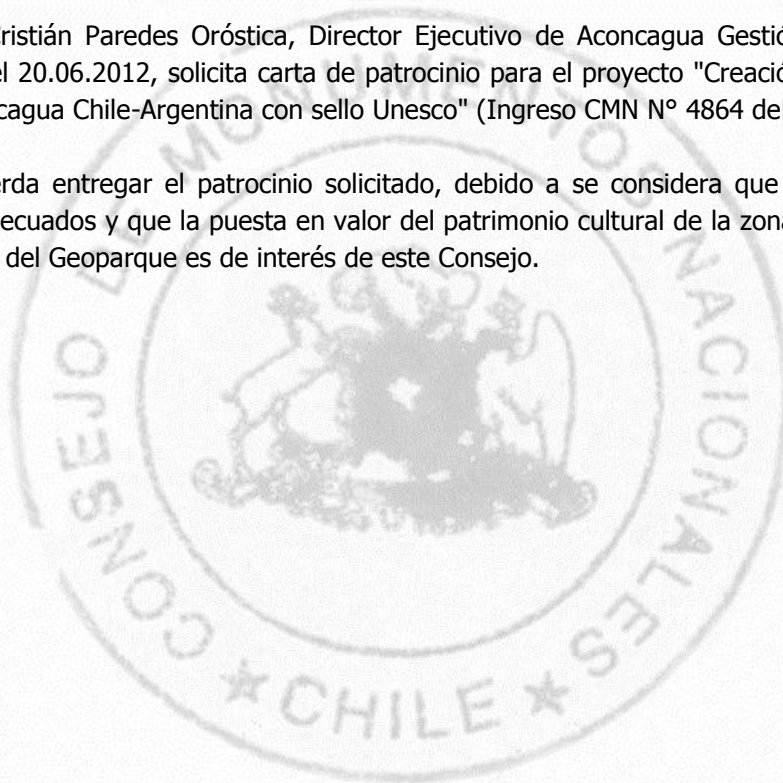 ristián Paredes Oróstica, Director Ejecutivo de Aconcagua Gestió
el 20.06.2012, solicita carta de patrocinio para el proyecto "Creació
cagua Chile-Argentina con sello Unesco" (Ingreso CMN N° 4864 de
rda entregar el patrocinio solicitado, debido a se considera que
ecuados y que la puesta en valor del patrimonio cultural de la zona
del Geoparque es de interés de este Consejo.
CONSEJO DE MONUMENTOS NACIONALES
* CHILE *